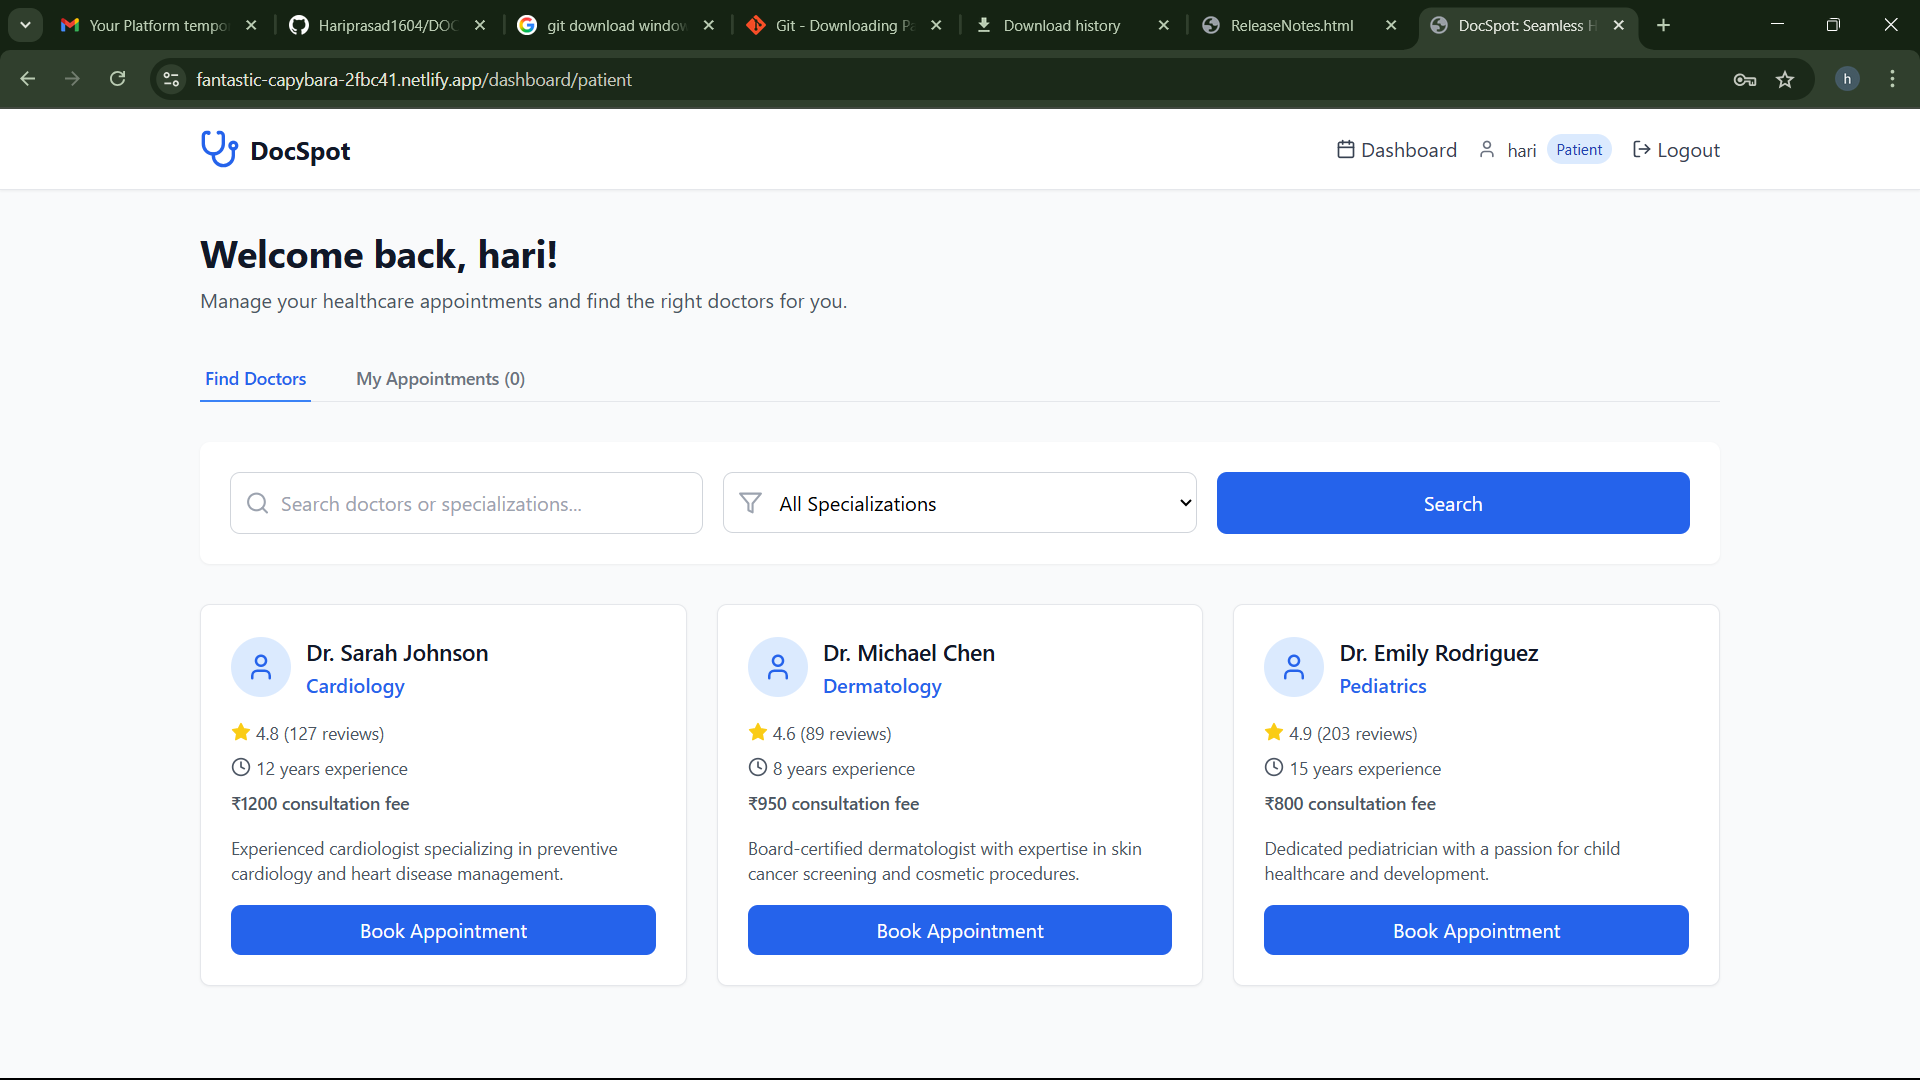 Your Platform tempo
Hariprasad1604/DOC
git download window
Git - Downloading Pa
Download history
ReleaseNotes.html
DocSpot: Seamless H
fantastic-capybara-2fbc41.netlify.app/dashboard/patient
h
DocSpot
Dashboard
hari
Patient
Logout
Welcome back, hari!
Manage your healthcare appointments and find the right doctors for you.
Find Doctors
My Appointments (0)
Search doctors or specializations...
All Specializations
Search
Dr. Sarah Johnson
Cardiology
4.8 (127 reviews)
12 years experience
₹1200 consultation fee
Experienced cardiologist specializing in preventive
cardiology and heart disease management.
Book Appointment
Dr. Michael Chen
Dermatology
4.6 (89 reviews)
8 years experience
₹950 consultation fee
Board-certified dermatologist with expertise in skin
cancer screening and cosmetic procedures.
Book Appointment
Dr. Emily Rodriguez
Pediatrics
4.9 (203 reviews)
15 years experience
₹800 consultation fee
Dedicated pediatrician with a passion for child
healthcare and development.
Book Appointment